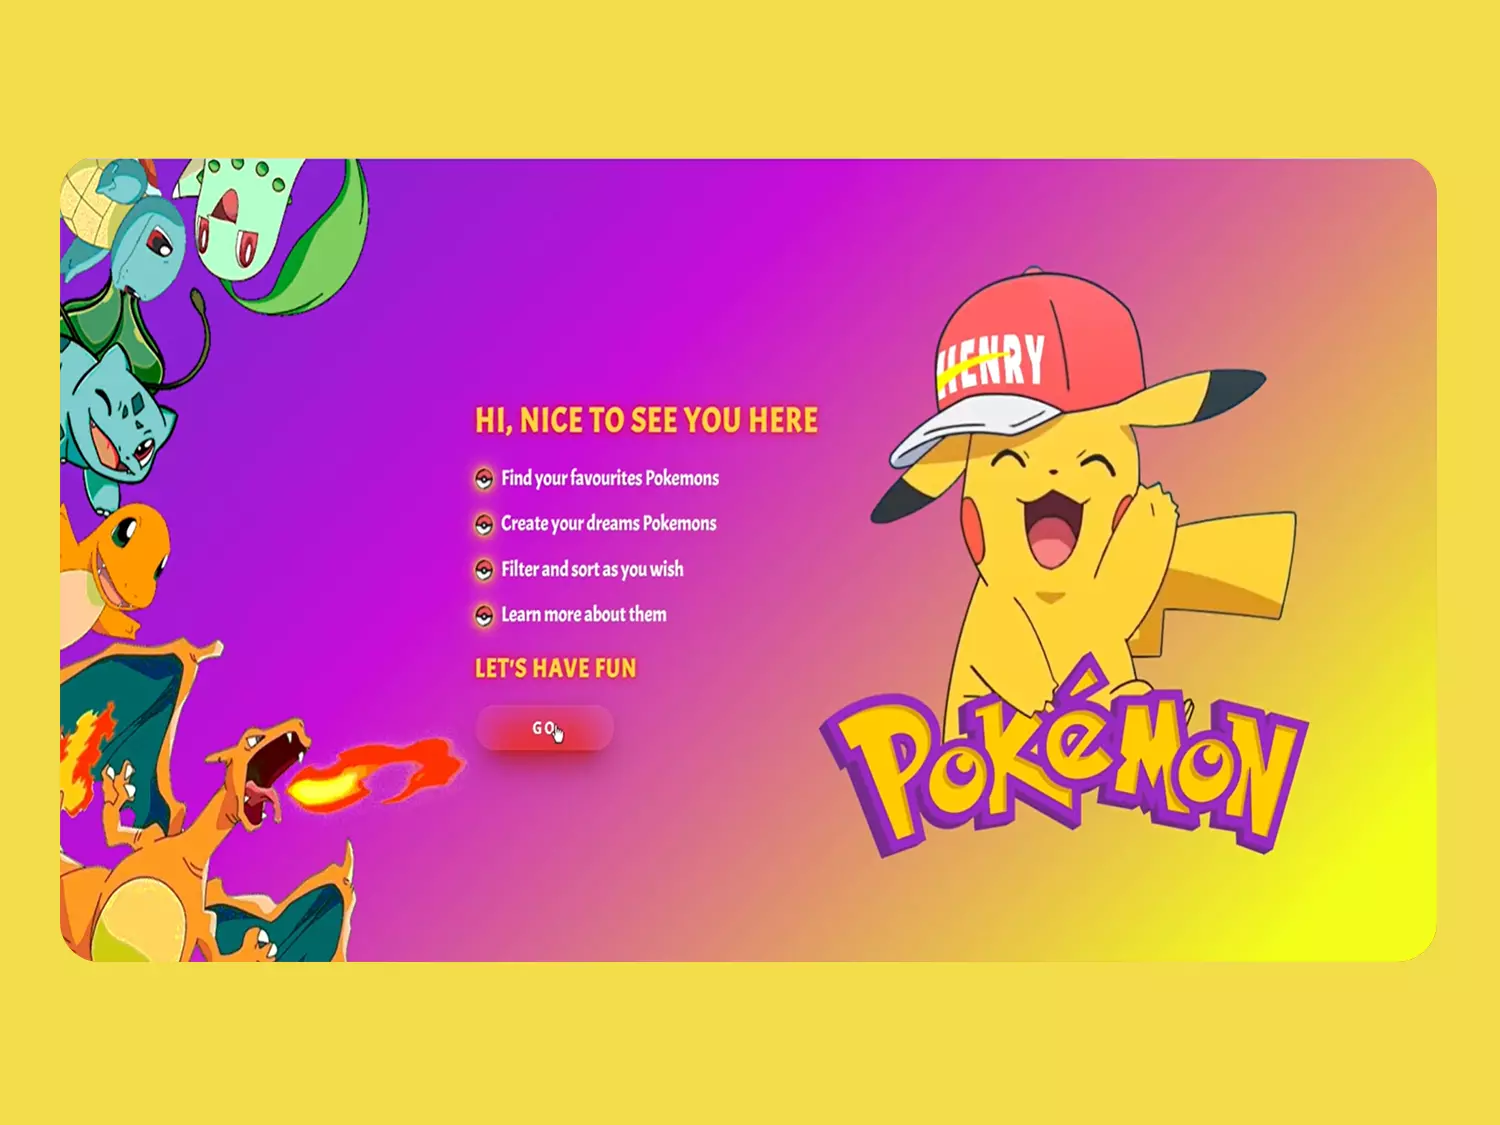 HI, NICE TO SEE YOU HERE
Find your favourites Pokemons
Create your dreams Pokemons
Filter and sort as you wish
Learn more about them
LET'S HAVE FUN
GO
HENRY
POKéMON